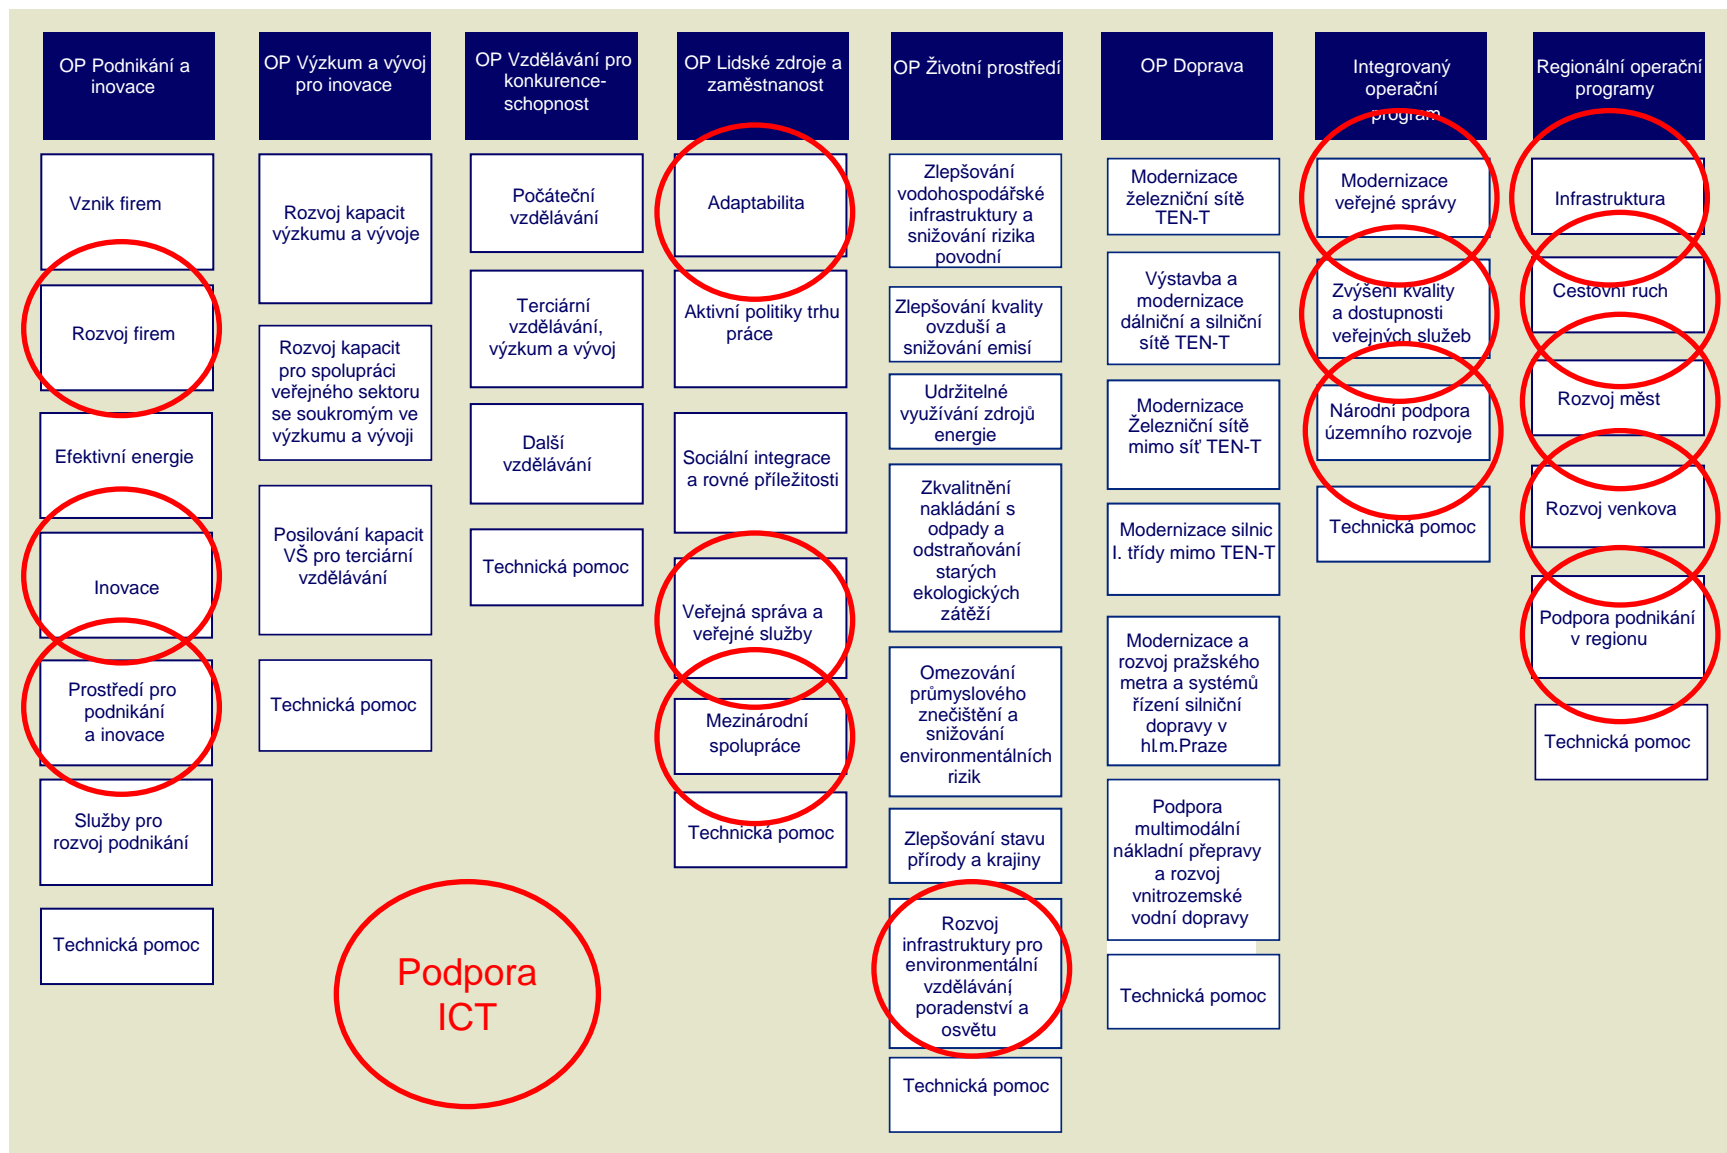 OP Podnikání a
inovace
Vznik firem
Rozvoj firem
Efektivní energie
Inovace
Prostředí pro
podnikání
a inovace
Služby pro
rozvoj podnikání
Technická pomoc
OP Výzkum a vývoj
pro inovace
Rozvoj kapacit
výzkumu a vývoje
Rozvoj kapacit
pro spolupráci
veřejného sektoru
se soukromým ve
výzkumu a vývoji
Posilování kapacit
VŠ pro terciární
vzdělávání
Technická pomoc
OP Vzdělávání pro
konkurence-
schopnost
Počáteční
vzdělávání
Terciární
vzdělávání,
výzkum a vývoj
Další
vzdělávání
Technická pomoc
OP Lidské zdroje a
zaměstnanost
Adaptabilita
Aktivní politiky trhu
práce
Sociální integrace
a rovné příležitosti
Veřejná správa a
veřejné služby
Mezinárodní
spolupráce
Technická pomoc
OP Životní prostředí
Zlepšování
vodohospodářské
infrastruktury a
snižování rizika
povodní
Zlepšování kvality
ovzduší a
snižování emisí
Udržitelné
využívání zdrojů
energie
Zkvalitnění
nakládání s
odpady a
odstraňování
starých
ekologických
zátěží
Omezování
průmyslového
znečištění a
snižování
environmentálních
rizik
Zlepšování stavu
přírody a krajiny
Rozvoj
infrastruktury pro
environmentální
vzdělávání,
poradenství a
osvětu
Technická pomoc
OP Doprava
Modernizace
železniční sítě
TEN-T
Výstavba a
modernizace
dálniční a silniční
sítě TEN-T
Modernizace
Železniční sítě
mimo síť TEN-T
Modernizace silnic
I. třídy mimo TEN-T
Modernizace a
rozvoj pražského
metra a systémů
řízení silniční
dopravy v
hl.m.Praze
Podpora
multimodální
nákladní přepravy
a rozvoj
vnitrozemské
vodní dopravy
Technická pomoc
Integrovaný
operační
program
Modernizace
veřejné správy
Zvýšení kvality
a dostupnosti
veřejných služeb
Národní podpora
územního rozvoje
Technická pomoc
Regionální operační
programy
Infrastruktura
Cestovní ruch
Rozvoj měst
Rozvoj venkova
Podpora podnikání
v regionu
Technická pomoc
Podpora
ICT